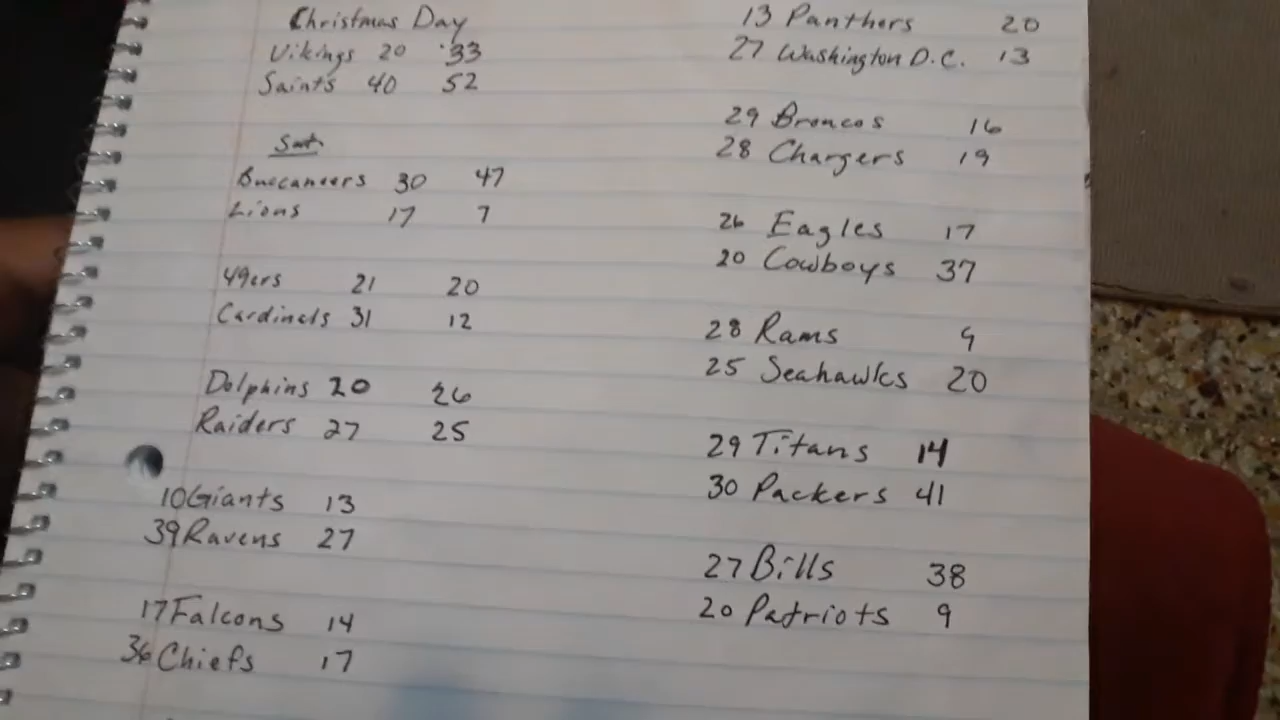 Christmas Day
Vikings 20 33
Saints 40 52
Sat.
Buccaneers 30 47
Lions 17 7
49ers 21 20
Cardinals 31 12
Dolphins 20 26
Raiders 27 25
10 Giants 13
39 Ravens 27
17 Falcons 14
36 Chiefs 17
13 Panthers 20
27 Washington D.C. 13
29 Broncos 16
28 Chargers 19
26 Eagles 17
20 Cowboys 37
28 Rams 9
25 Seahawks 20
29 Titans 14
30 Packers 41
27 Bills 38
20 Patriots 9